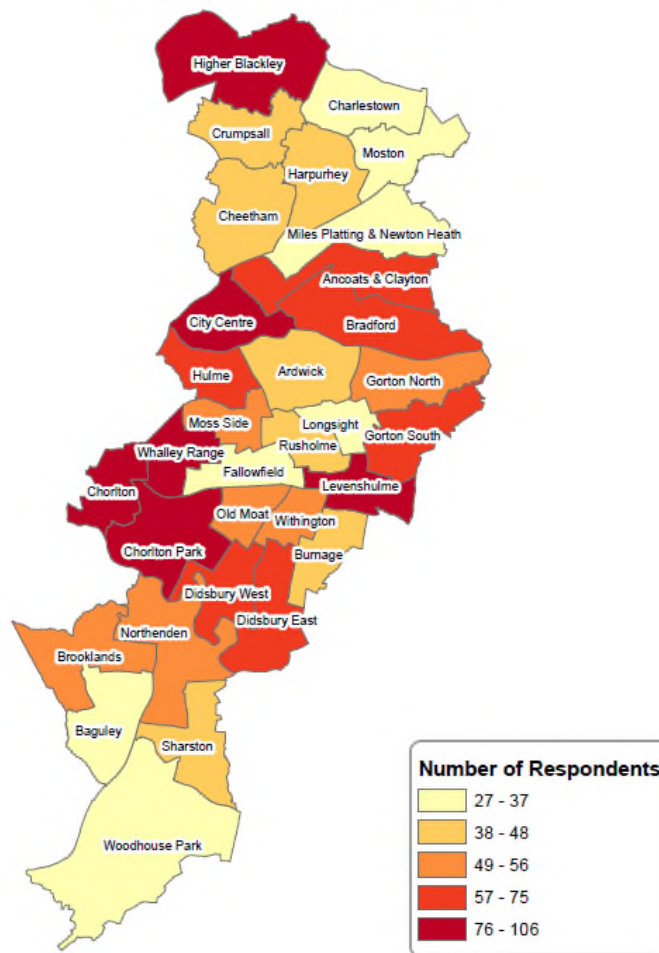 Higher Blackley
Charlestown
Crumpsall
Moston
Harpurhey
Cheetham
Miles Platting & Newton Heath
Ancoats & Clayton
City Centre
Bradford
Hulme
Ardwick
Gorton North
Moss Side
Longsight
Gorton South
Rusholme
Whalley Range
Fallowfield
Chorlton
Levenshulme
Old Moat
Withington
Chorlton Park
Burnage
Didsbury West
Northenden
Didsbury East
Brooklands
Baguley
Sharston
Woodhouse Park
Number of Respondents
27 - 37
38 - 48
49 - 56
57 - 75
76 - 106